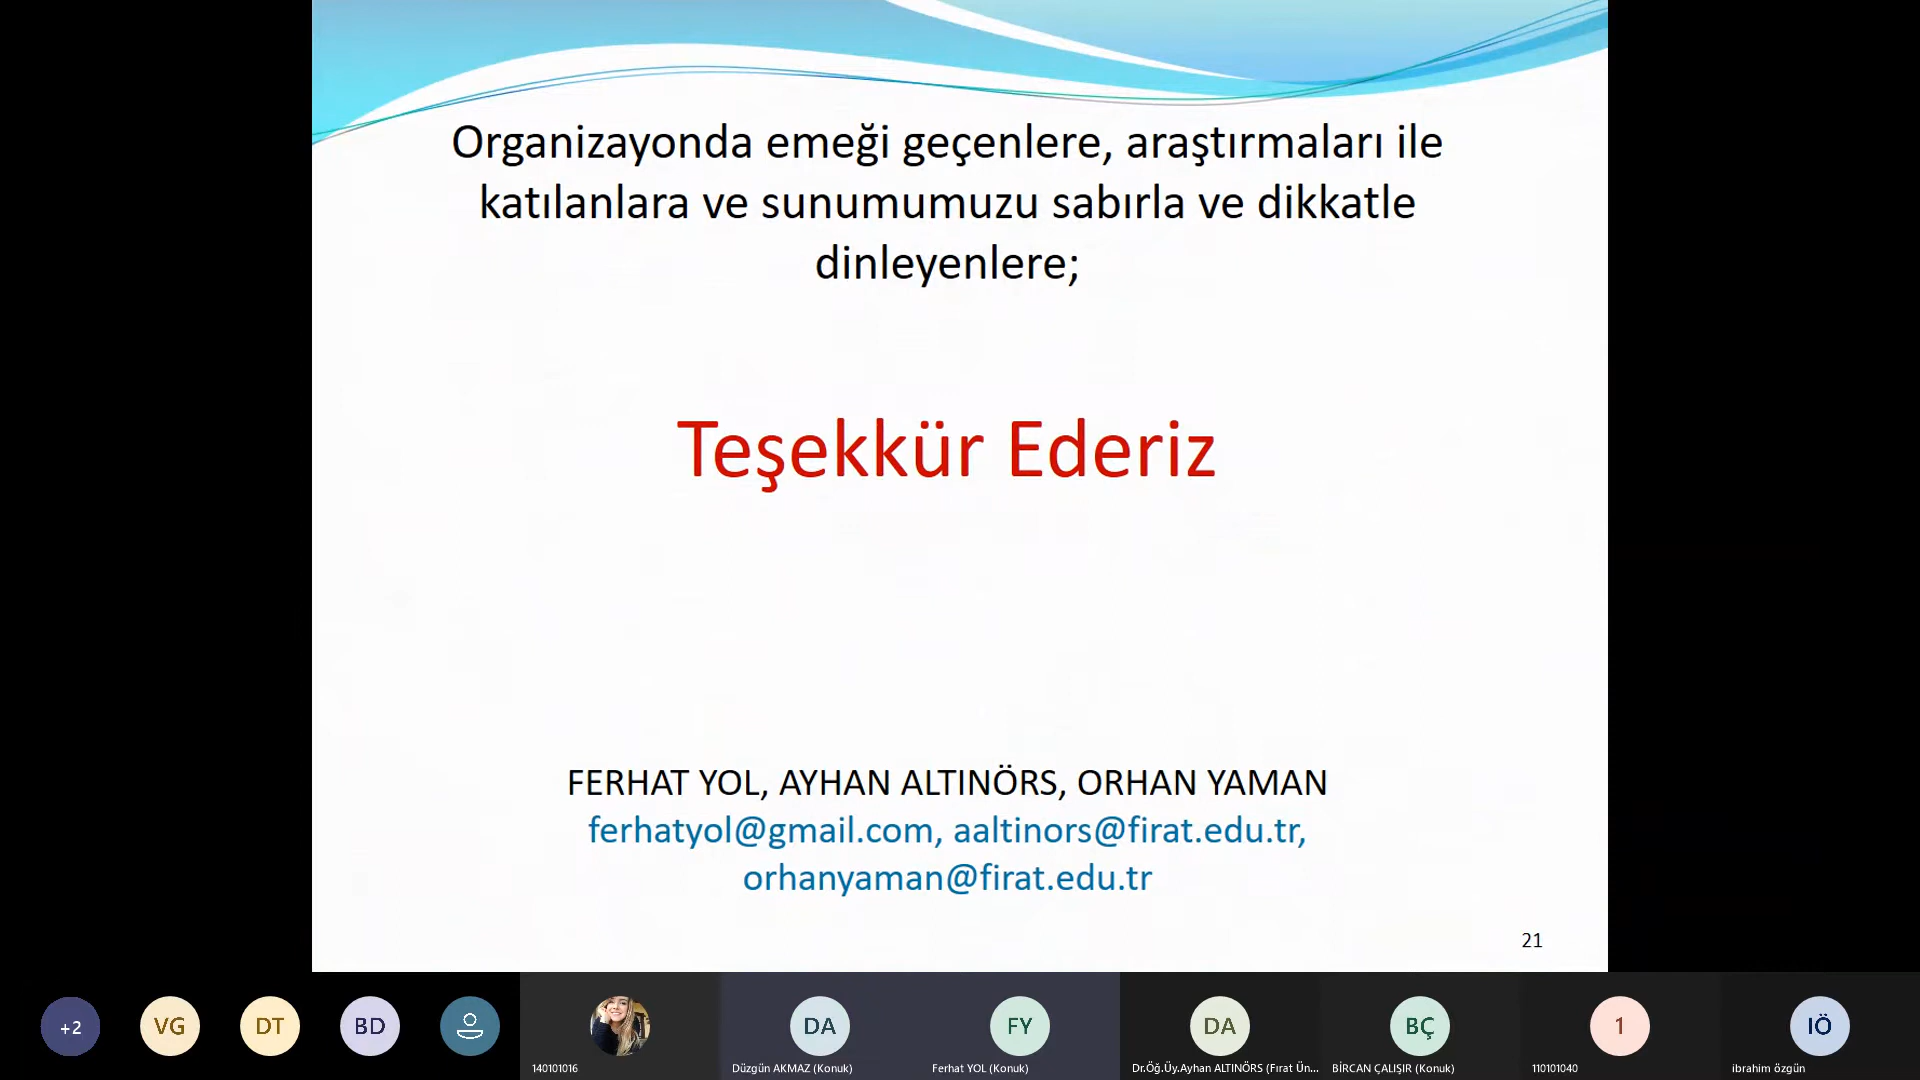 Organizayonda emeği geçenlere, araştırmaları ile
katılanlara ve sunumumuzu sabırla ve dikkatle
dinleyenlere;
Teşekkür Ederiz
FERHAT YOL, AYHAN ALTINÖRS, ORHAN YAMAN
ferhatyol@gmail.com, aaltinors@firat.edu.tr,
orhanyaman@firat.edu.tr
21
+2
VG
DT
BD
DA
FY
DA
BÇ
1
IÖ
140101016
Düzgün AKMAZ (Konuk)
Ferhat YOL (Konuk)
Dr.Öğ.Üy.Ayhan ALTINÖRS (Fırat Ün...
BİRCAN ÇALIŞIR (Konuk)
110101040
ibrahim özgün